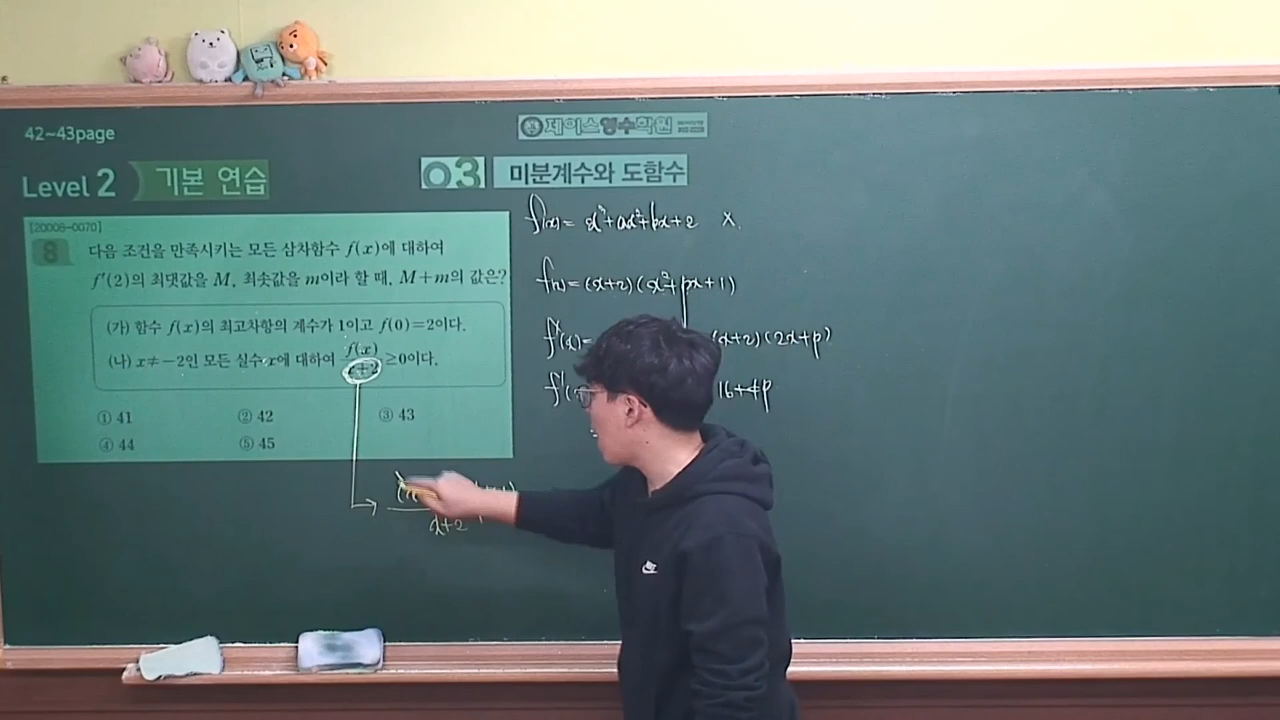 42~43page
제이스영수학원
Level 2 기본 연습
03 미분계수와 도함수
[20006-0070]
8 다음 조건을 만족시키는 모든 삼차함수 f(x)에 대하여
f′(2)의 최댓값을 M, 최솟값을 m이라 할 때, M+m의 값은?
(가) 함수 f(x)의 최고차항의 계수가 1이고 f(0)=2이다.
(나) x≠-2인 모든 실수 x에 대하여 f(x)/x+2 ≥0이다.
① 41 ② 42 ③ 43
④ 44 ⑤ 45
f(x)= x³+ax²+bx+2 X.
f(x)=(x+2)(x²+px+1)
f′(x)= (x+2)(2x+p)
f′( 16+4p
x+2